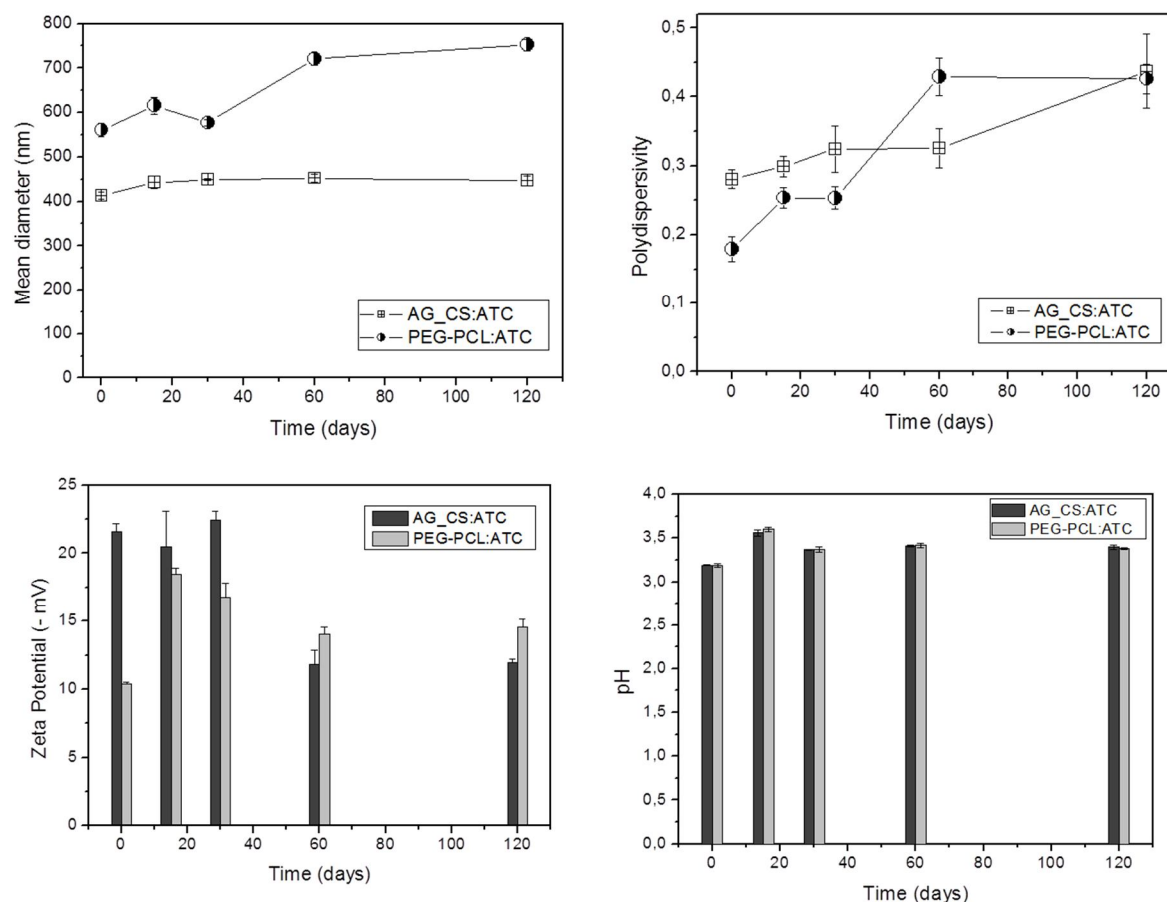 800
700
600
500
400
300
200
100
0
Mean diameter (nm)
AG_CS:ATC
PEG-PCL:ATC
0 20 40 60 80 100 120
Time (days)
0,5
0,4
0,3
0,2
0,1
0,0
Polydispersivity
AG_CS:ATC
PEG-PCL:ATC
0 20 40 60 80 100 120
Time (days)
25
20
15
10
5
0
Zeta Potential (- mV)
AG_CS:ATC
PEG-PCL:ATC
0 20 40 60 80 100 120
Time (days)
4,0
3,5
3,0
2,5
2,0
1,5
1,0
0,5
0,0
pH
AG_CS:ATC
PEG-PCL:ATC
0 20 40 60 80 100 120
Time (days)